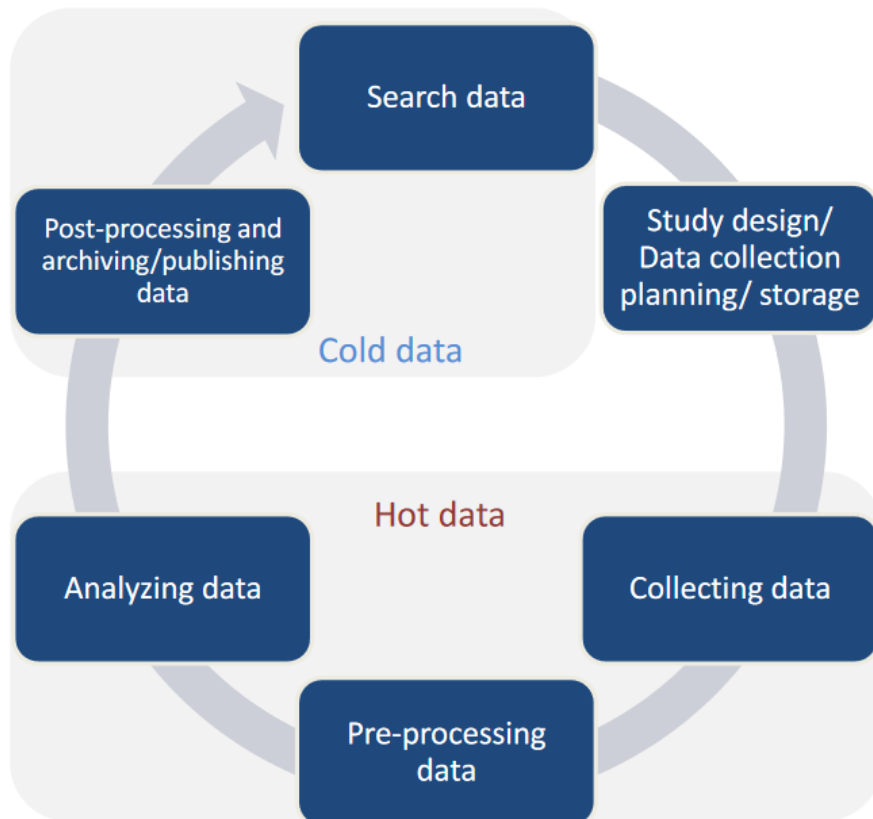 Search data
Study design/
Data collection
planning/ storage
Post-processing and
archiving/publishing
data
Cold data
Hot data
Collecting data
Analyzing data
Pre-processing
data